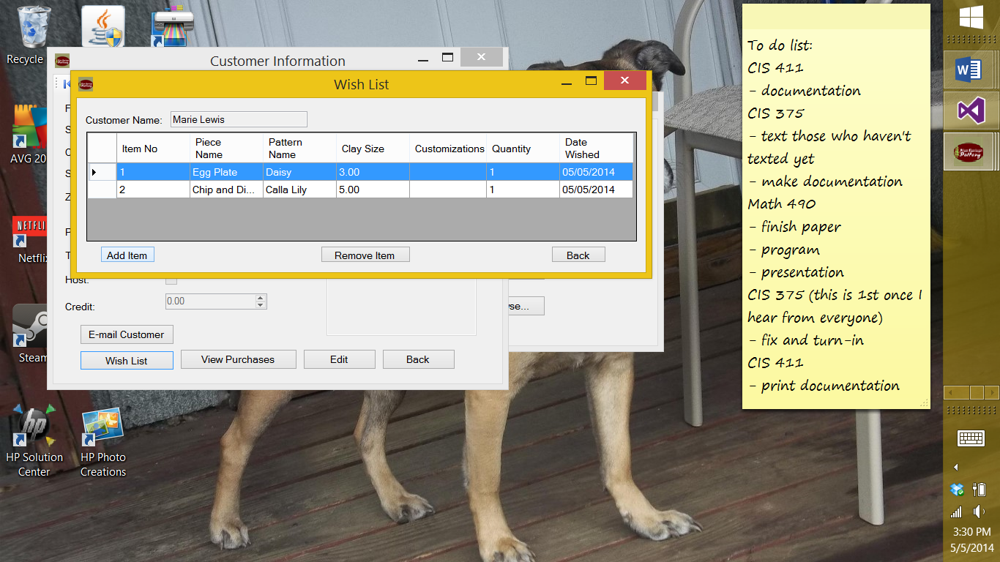 Recycle
AVG 20
NETFLI
Netflix
Steam
hp
HP Solution
Center
HP Photo
Creations
Customer Information
Wish List
Customer Name: Marie Lewis
Item No Piece Name Pattern Name Clay Size Customizations Quantity Date Wished
1 Egg Plate Daisy 3.00 1 05/05/2014
2 Chip and Di... Calla Lily 5.00 1 05/05/2014
Add Item Remove Item Back
Host:
Credit: 0.00
E-mail Customer
Wish List View Purchases Edit Back
se...
To do list:
CIS 411
- documentation
CIS 375
- text those who haven't
texted yet
- make documentation
Math 490
- finish paper
- program
- presentation
CIS 375 (this is 1st once I
hear from everyone)
- fix and turn-in
CIS 411
- print documentation
Pottery
3:30 PM
5/5/2014